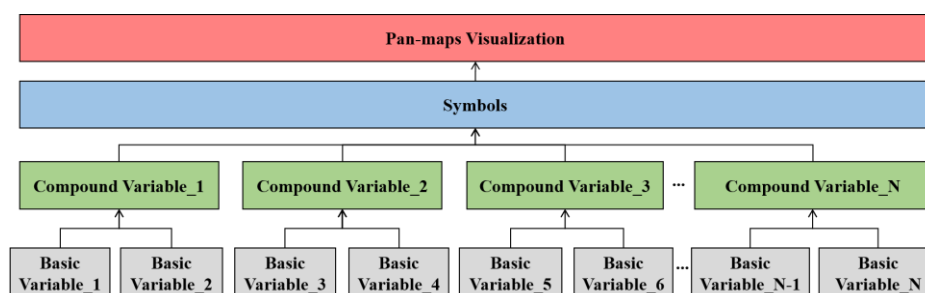 Pan-maps Visualization
Symbols
Compound Variable_1
Compound Variable_2
Compound Variable_3
...
Compound Variable_N
Basic
Variable_1
Basic
Variable_2
Basic
Variable_3
Basic
Variable_4
Basic
Variable_5
Basic
Variable_6
...
Basic
Variable_N-1
Basic
Variable_N